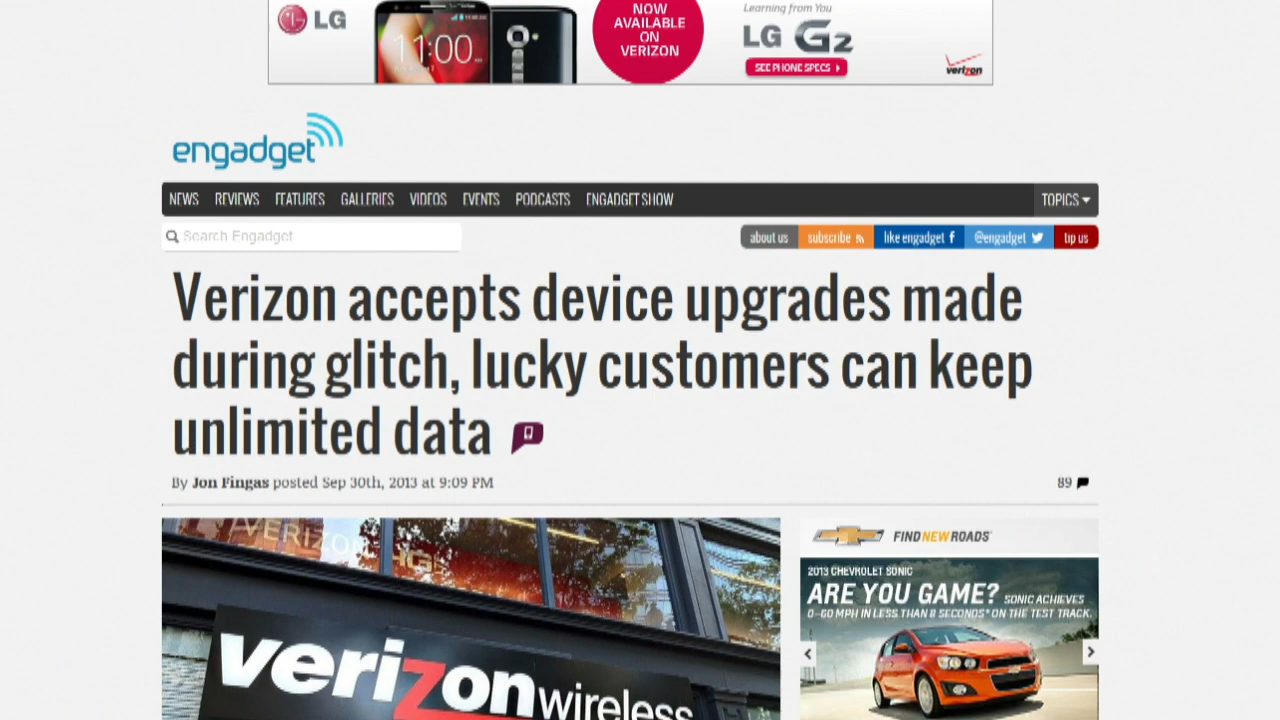 LG
11:00
NOW
AVAILABLE
ON
VERIZON
Learning from You
LG G2
SEE PHONE SPECS
verizon
engadget
NEWS REVIEWS FEATURES GALLERIES VIDEOS EVENTS PODCASTS ENGADGET SHOW TOPICS
Search Engadget
about us subscribe like engadget f @engadget tip us
Verizon accepts device upgrades made
during glitch, lucky customers can keep
unlimited data
By Jon Fingas posted Sep 30th, 2013 at 9:09 PM
89
VERIZON
4G
verizon wireless
FIND NEW ROADS
2013 CHEVROLET SONIC
ARE YOU GAME? SONIC ACHIEVES
0-60 MPH IN LESS THAN 8 SECONDS* ON THE TEST TRACK.